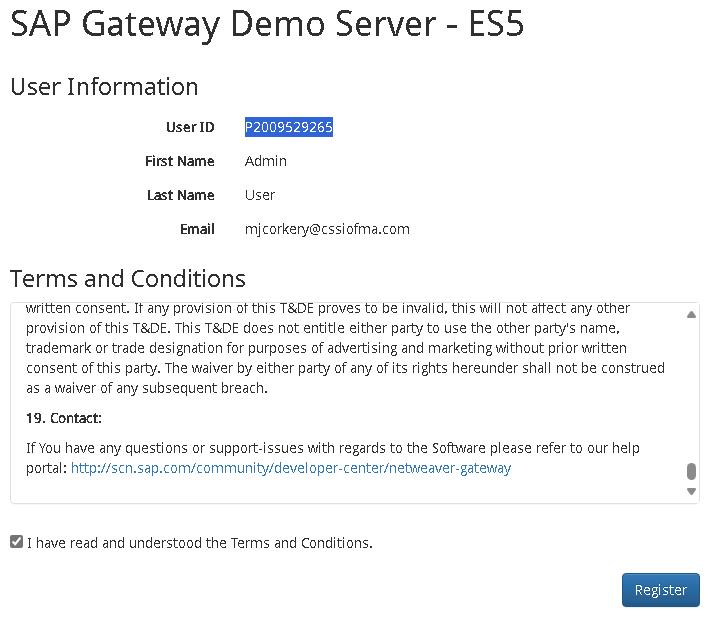 SAP Gateway Demo Server - ES5
User Information
User ID P2009529265
First Name Admin
Last Name User
Email mjcorkery@cssiofma.com
Terms and Conditions
written consent. If any provision of this T&DE proves to be invalid, this will not affect any other
provision of this T&DE. This T&DE does not entitle either party to use the other party's name,
trademark or trade designation for purposes of advertising and marketing without prior written
consent of this party. The waiver by either party of any of its rights hereunder shall not be construed
as a waiver of any subsequent breach.
19. Contact:
If You have any questions or support-issues with regards to the Software please refer to our help
portal: http://scn.sap.com/community/developer-center/netweaver-gateway
I have read and understood the Terms and Conditions.
Register